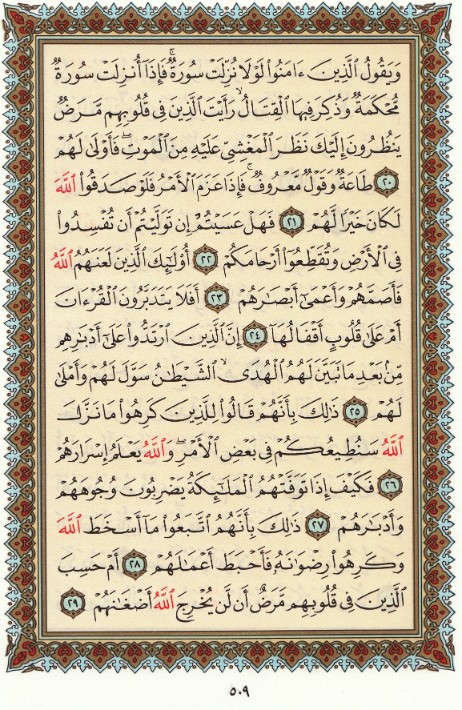 وَيَقُولُ ٱلَّذِينَ ءَامَنُوا۟ لَوْلَا نُزِّلَتْ سُورَةٌ ۖ فَإِذَآ أُنزِلَتْ سُورَةٌ
مُّحْكَمَةٌ وَذُكِرَ فِيهَا ٱلْقِتَالُ ۙ رَأَيْتَ ٱلَّذِينَ فِى قُلُوبِهِم مَّرَضٌ
يَنظُرُونَ إِلَيْكَ نَظَرَ ٱلْمَغْشِىِّ عَلَيْهِ مِنَ ٱلْمَوْتِ ۖ فَأَوْلَىٰ لَهُمْ
٢٠ طَاعَةٌ وَقَوْلٌ مَّعْرُوفٌ ۚ فَإِذَا عَزَمَ ٱلْأَمْرُ فَلَوْ صَدَقُوا۟ ٱللَّهَ
لَكَانَ خَيْرًا لَّهُمْ ٢١ فَهَلْ عَسَيْتُمْ إِن تَوَلَّيْتُمْ أَن تُفْسِدُوا۟
فِى ٱلْأَرْضِ وَتُقَطِّعُوٓا۟ أَرْحَامَكُمْ ٢٢ أُو۟لَـٰٓئِكَ ٱلَّذِينَ لَعَنَهُمُ ٱللَّهُ
فَأَصَمَّهُمْ وَأَعْمَىٰٓ أَبْصَـٰرَهُمْ ٢٣ أَفَلَا يَتَدَبَّرُونَ ٱلْقُرْءَانَ
أَمْ عَلَىٰ قُلُوبٍ أَقْفَالُهَآ ٢٤ إِنَّ ٱلَّذِينَ ٱرْتَدُّوا۟ عَلَىٰٓ أَدْبَـٰرِهِم
مِّنۢ بَعْدِ مَا تَبَيَّنَ لَهُمُ ٱلْهُدَى ۙ ٱلشَّيْطَـٰنُ سَوَّلَ لَهُمْ وَأَمْلَىٰ
لَهُمْ ٢٥ ذَٰلِكَ بِأَنَّهُمْ قَالُوا۟ لِلَّذِينَ كَرِهُوا۟ مَا نَزَّلَ
ٱللَّهُ سَنُطِيعُكُمْ فِى بَعْضِ ٱلْأَمْرِ ۖ وَٱللَّهُ يَعْلَمُ إِسْرَارَهُمْ
٢٦ فَكَيْفَ إِذَا تَوَفَّتْهُمُ ٱلْمَلَـٰٓئِكَةُ يَضْرِبُونَ وُجُوهَهُمْ
وَأَدْبَـٰرَهُمْ ٢٧ ذَٰلِكَ بِأَنَّهُمُ ٱتَّبَعُوا۟ مَآ أَسْخَطَ ٱللَّهَ
وَكَرِهُوا۟ رِضْوَٰنَهُۥ فَأَحْبَطَ أَعْمَـٰلَهُمْ ٢٨ أَمْ حَسِبَ
ٱلَّذِينَ فِى قُلُوبِهِم مَّرَضٌ أَن لَّن يُخْرِجَ ٱللَّهُ أَضْغَـٰنَهُمْ ٢٩
٥٠٩